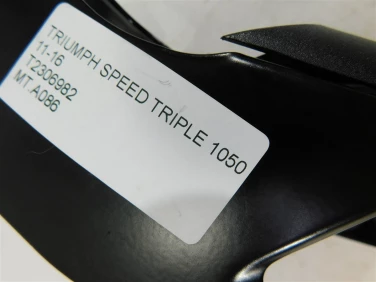 TRIUMPH SPEED TRIPLE 1050
11-16
T2306982
MT.A086